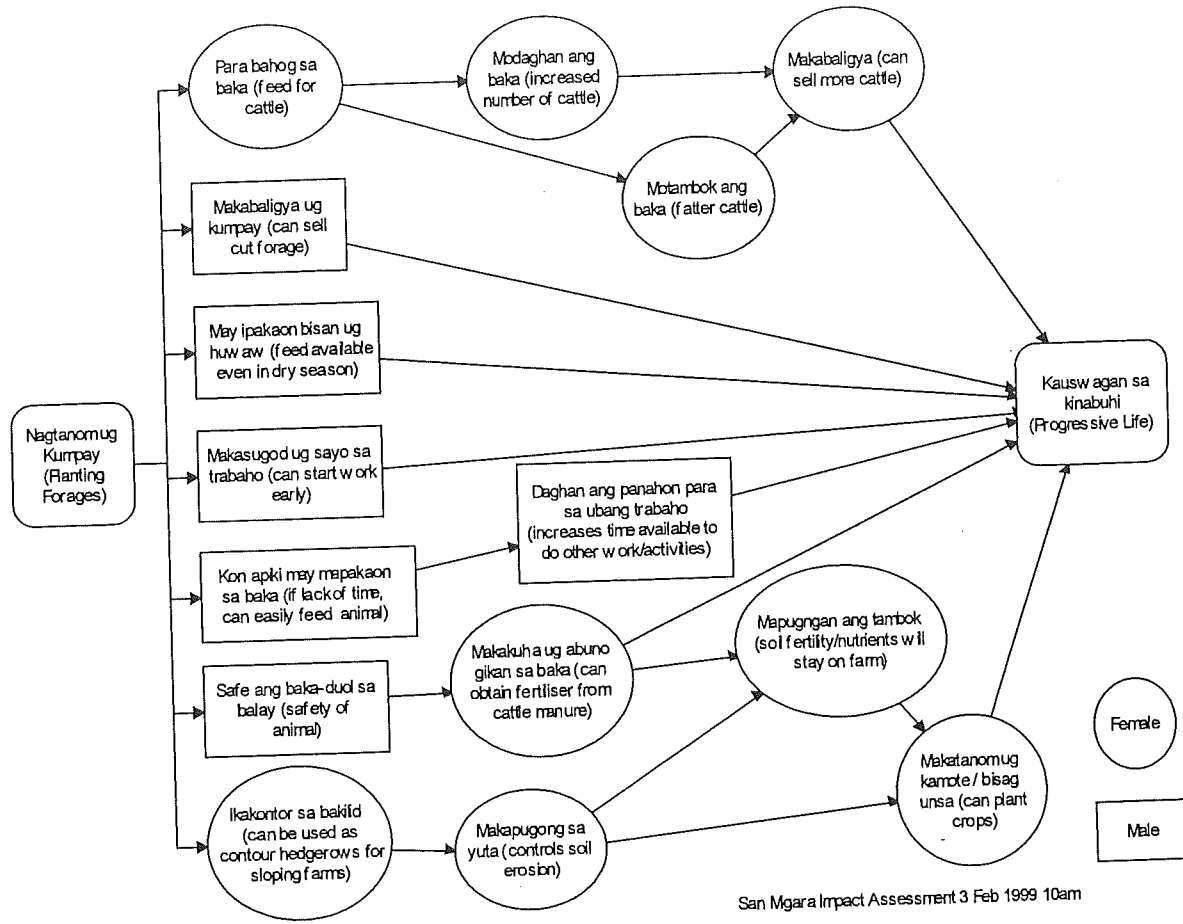 Para bahog sa
baka (feed for
cattle)
Modaghan ang
baka (increased
number of cattle)
Makabaligya (can
sell more cattle)
Motambok ang
baka (fatter cattle)
Makabaligya ug
kumpay (can sell
cut forage)
May ipakaon bisan ug
huwaw (feed available
even in dry season)
Nagtanom ug
Kumpay
(Planting
Forages)
Makasugod ug sayo sa
trabaho (can start work
early)
Daghan ang panahon para
sa ubang trabaho
(increases time available to
do other work/activities)
Kauswagan sa
kinabuhi
(Progressive Life)
Kon apki may mapakaon
sa baka (if lack of time,
can easily feed animal)
Safe ang baka-duol sa
balay (safety of
animal)
Makakuha ug abuno
gikan sa baka (can
obtain fertiliser from
cattle manure)
Mapugngan ang tambok
(soil fertility/nutrients will
stay on farm)
Ikakontor sa bakilid
(can be used as
contour hedgerows for
sloping farms)
Makapugong sa
yuta (controls soil
erosion)
Makatanom ug
kamote / bisag
unsa (can plant
crops)
Female
Male
San Mgara Impact Assessment 3 Feb 1999 10am